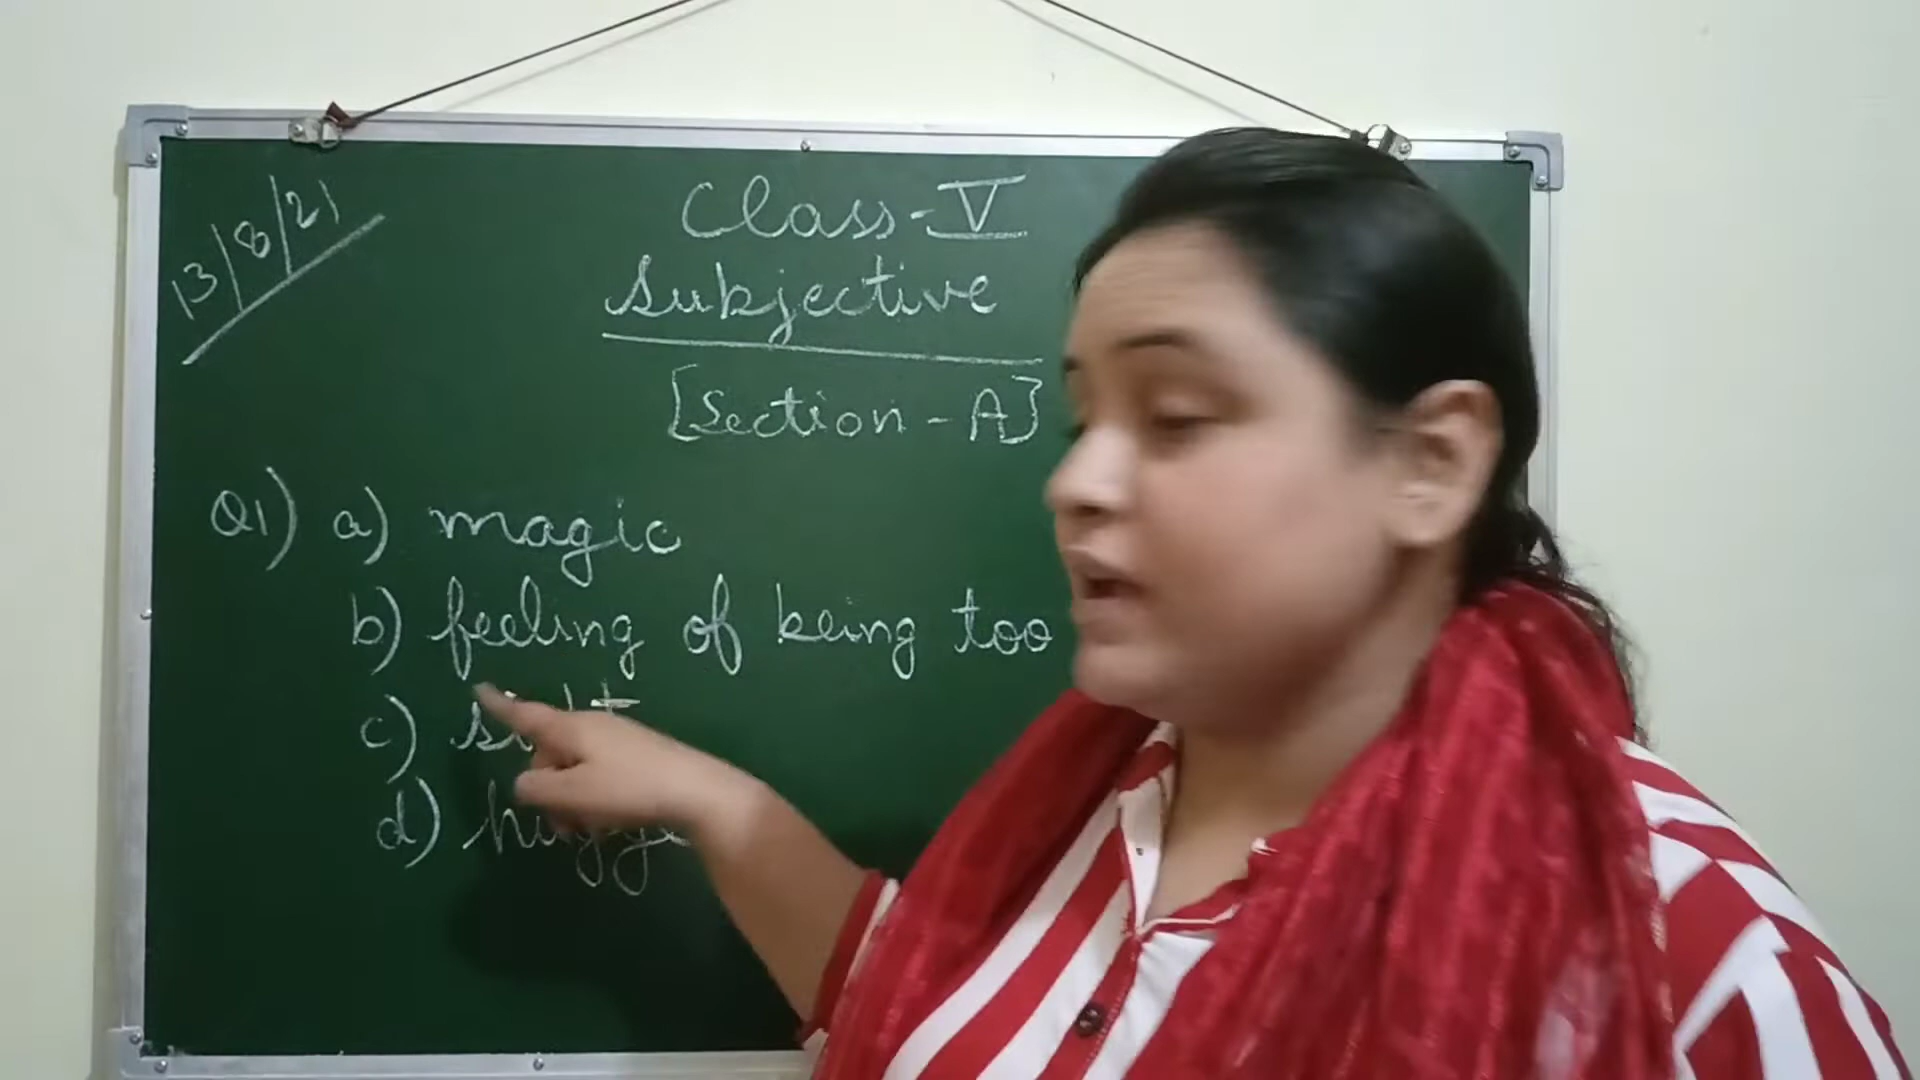 13/8/21
Class-V
Subjective
[Section-A]
Q1) a) magic
b) feeling of being too
c)
d)